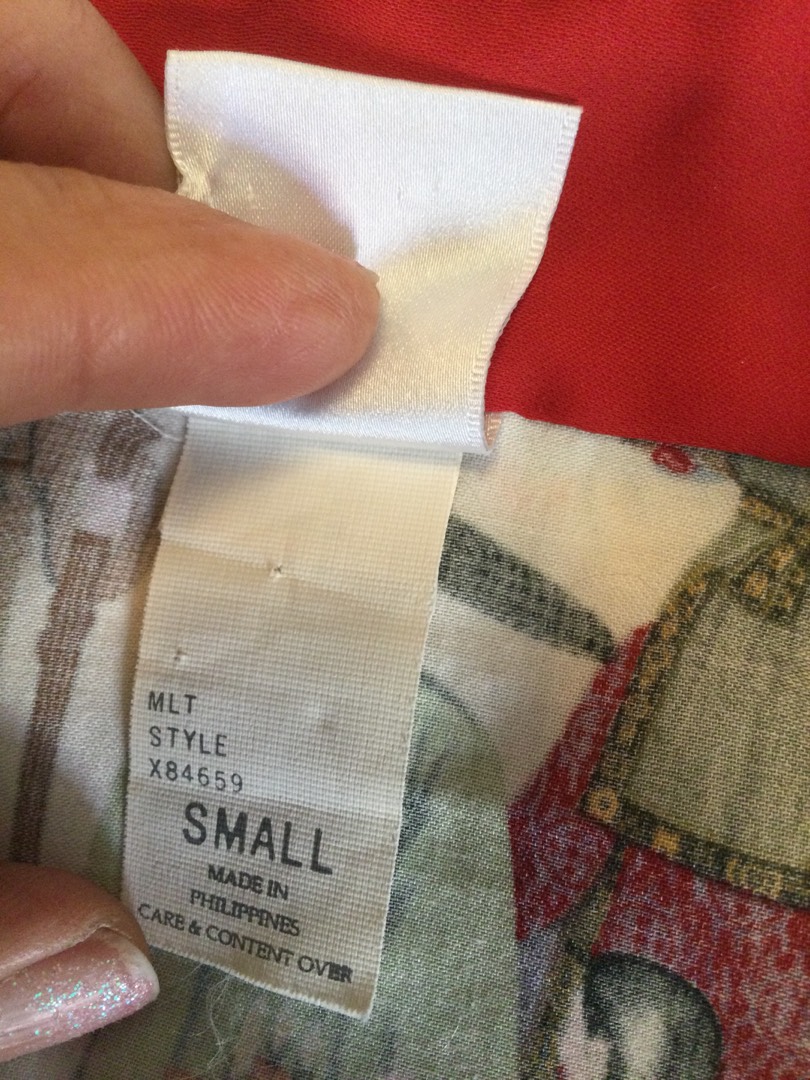 MLT
STYLE
X84659
SMALL
MADE IN
PHILIPPINES
CARE & CONTENT OVER